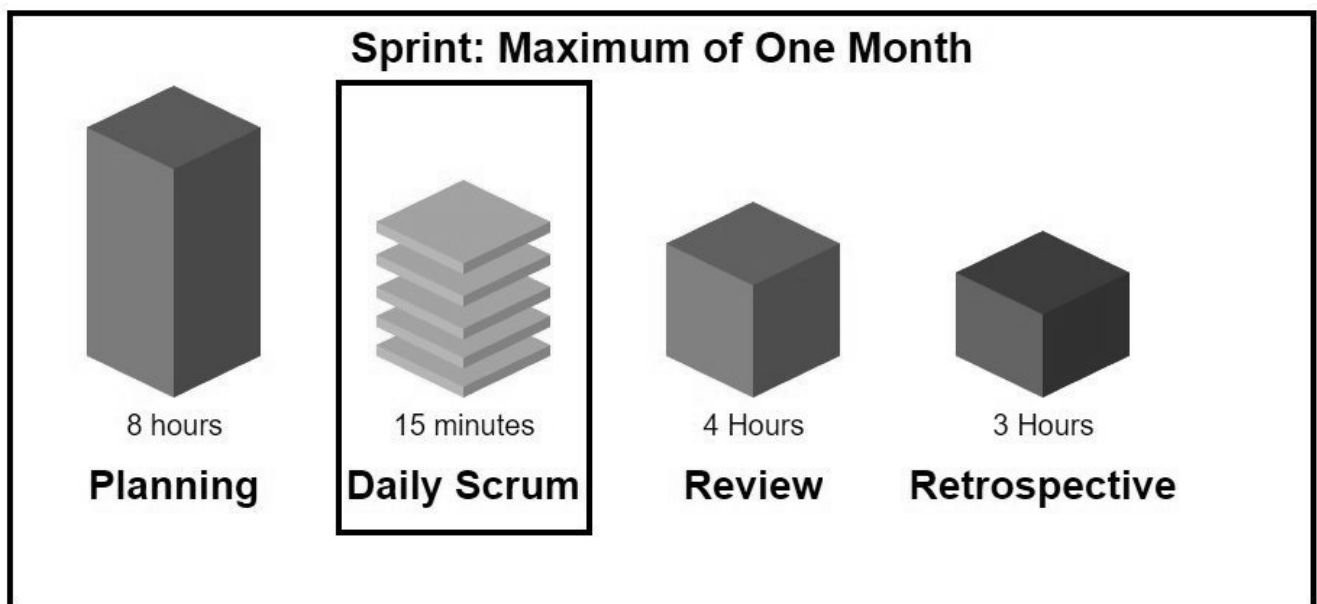 Sprint: Maximum of One Month
8 hours
15 minutes
4 Hours
3 Hours
Planning
Daily Scrum
Review
Retrospective